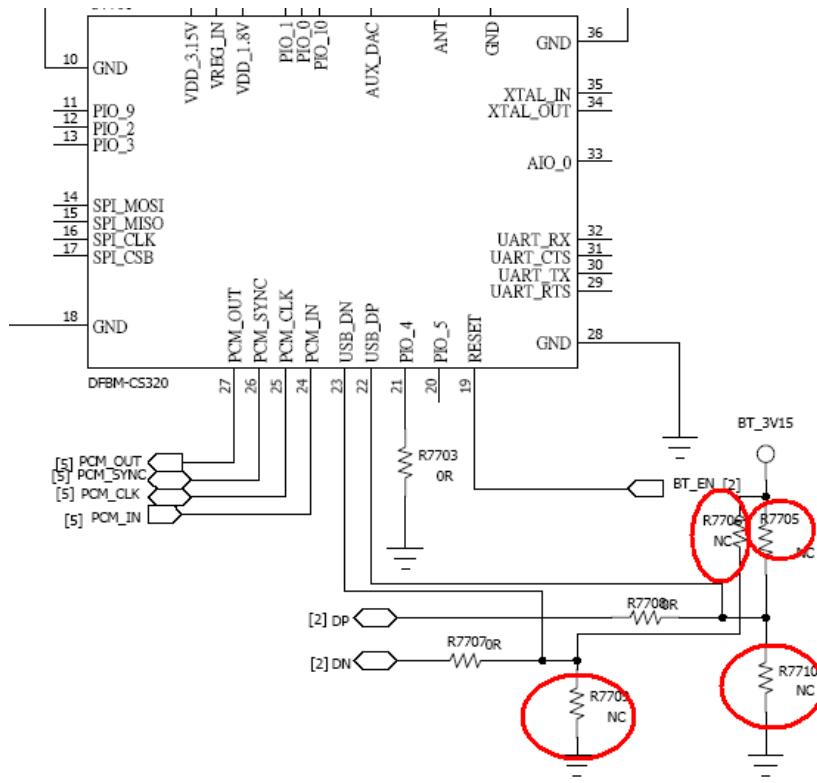 VDD_3.15V
VREG_IN
VDD_1.8V
PIO_1
PIO_0
PIO_10
AUX_DAC
ANT
GND
10 GND
36 GND
11 PIO_9
12 PIO_2
13 PIO_3
35 XTAL_IN
34 XTAL_OUT
33 AIO_0
14 SPI_MOSI
15 SPI_MISO
16 SPI_CLK
17 SPI_CSB
32 UART_RX
31 UART_CTS
30 UART_TX
29 UART_RTS
18 GND
28 GND
PCM_OUT
PCM_SYNC
PCM_CLK
PCM_IN
USB_DN
USB_DP
PIO_4
PIO_5
RESET
DFBM-CS320
27 26 25 24 23 22 21 20 19
[5] PCM_OUT
[5] PCM_SYNC
[5] PCM_CLK
[5] PCM_IN
R7703
0R
BT_3V15
BT_EN [2]
R7706
NC
R7705
NC
[2] DP
R7708 0R
[2] DN
R7707 0R
NC
R7710
NC